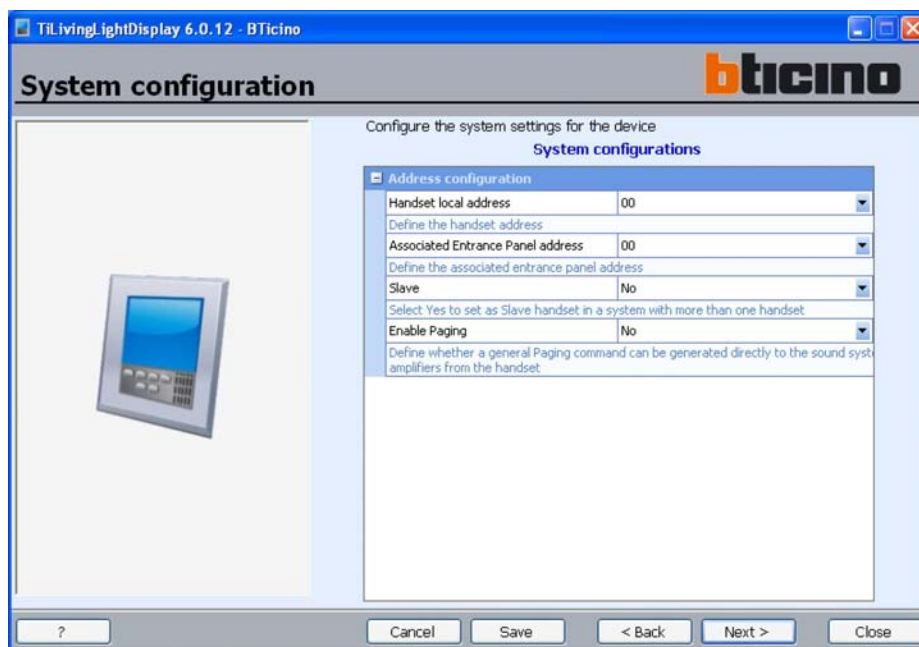 TiLivingLightDisplay 6.0.12 - BTicino
System configuration
bticino
Configure the system settings for the device
System configurations
Address configuration
Handset local address 00
Define the handset address
Associated Entrance Panel address 00
Define the associated entrance panel address
Slave No
Select Yes to set as Slave handset in a system with more than one handset
Enable Paging No
Define whether a general Paging command can be generated directly to the sound syst
amplifiers from the handset
? Cancel Save < Back Next > Close